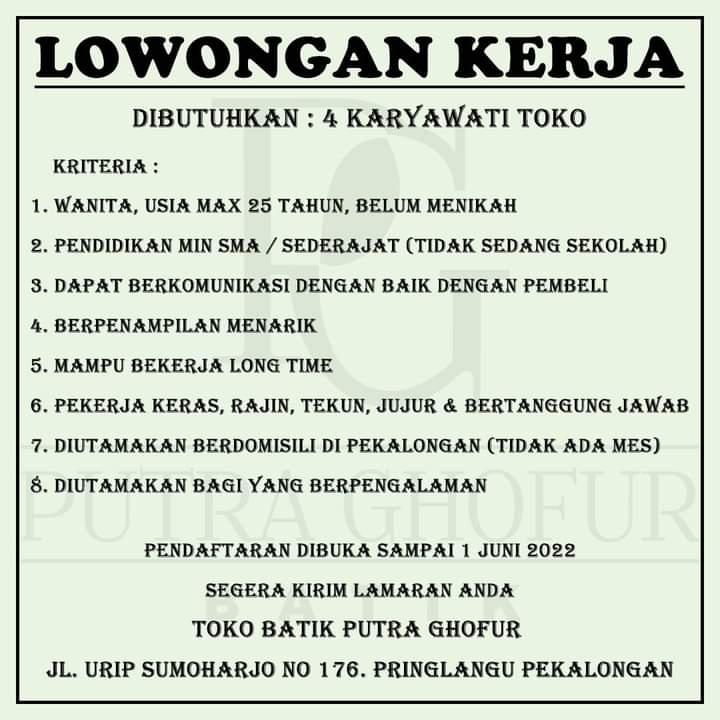 LOWONGAN KERJA
DIBUTUHKAN : 4 KARYAWATI TOKO
KRITERIA :
1. WANITA, USIA MAX 25 TAHUN, BELUM MENIKAH
2. PENDIDIKAN MIN SMA / SEDERAJAT (TIDAK SEDANG SEKOLAH)
3. DAPAT BERKOMUNIKASI DENGAN BAIK DENGAN PEMBELI
4. BERPENAMPILAN MENARIK
5. MAMPU BEKERJA LONG TIME
6. PEKERJA KERAS, RAJIN, TEKUN, JUJUR & BERTANGGUNG JAWAB
7. DIUTAMAKAN BERDOMISILI DI PEKALONGAN (TIDAK ADA MES)
8. DIUTAMAKAN BAGI YANG BERPENGALAMAN
PUTRA GHOFUR
PENDAFTARAN DIBUKA SAMPAI 1 JUNI 2022
SEGERA KIRIM LAMARAN ANDA
BATIK
TOKO BATIK PUTRA GHOFUR
JL. URIP SUMOHARJO NO 176. PRINGLANGU PEKALONGAN